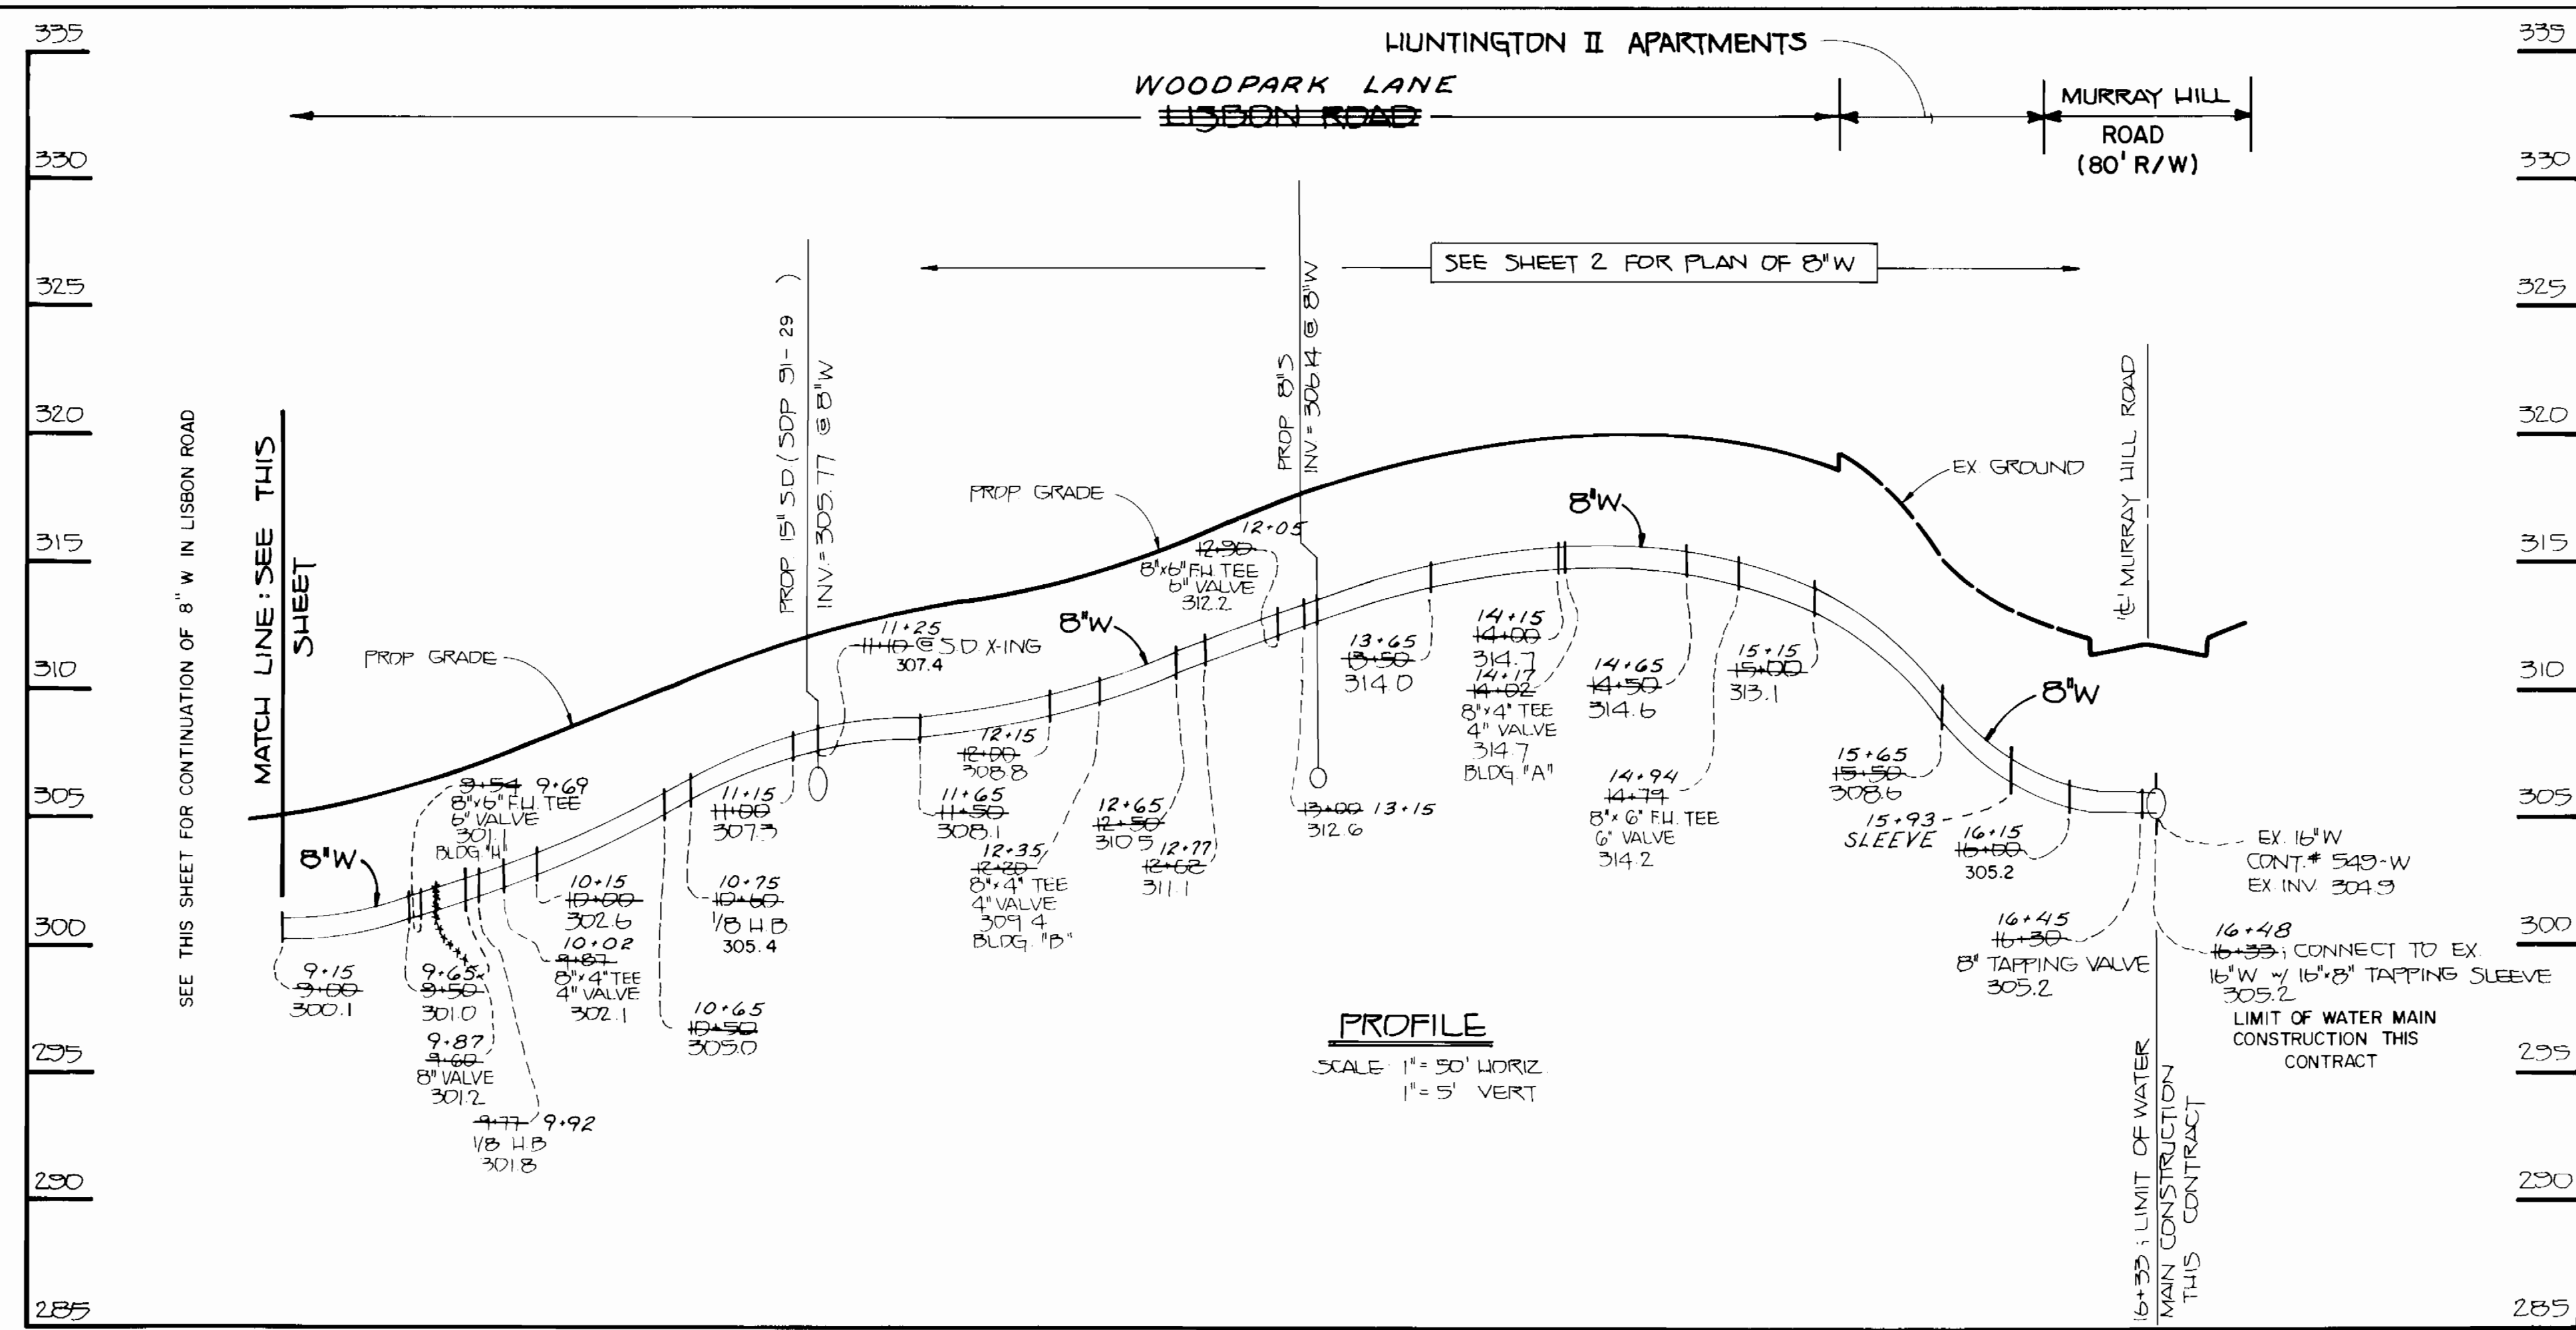 HUNTINGTON II APARTMENTS
WOODPARK LANE
LISBON ROAD
MURRAY HILL
ROAD
(80' R/W)
335
330
325
320
315
310
305
300
295
290
285
335
330
325
320
315
310
305
300
295
290
285
SEE THIS SHEET FOR CONTINUATION OF 8" W IN LISBON ROAD
MATCH LINE: SEE THIS
SHEET
SEE SHEET 2 FOR PLAN OF 8"W
PROP. 15" S.D. (SDP 91-29 )
INV.= 305.77 @ 8"W
PROP 8"S
INV = 306.14 @ 8"W
℄ MURRAY HILL ROAD
PROP GRADE
PROP GRADE
EX. GROUND
8"W
8"W
8"W
8"W
9+15
9+00
300.1
9+54 9+69
8"x6" F.H. TEE
6" VALVE
301.1
BLDG. "H"
9+65
9+50
301.0
9+87
9+60
8" VALVE
301.2
9+77 9+92
1/8 H.B
301.8
10+02
9+87
8"x4" TEE
4" VALVE
302.1
10+15
10+00
302.6
10+65
10+50
305.0
10+75
10+60
1/8 H.B.
305.4
11+15
11+00
307.3
11+25
11+10 @ S.D X-ING
307.4
11+65
11+50
308.1
12+15
12+00
308.8
12+35
12+20
8"x4" TEE
4" VALVE
309.4
BLDG. "B"
12+65
12+50
310.5
12+77
12+62
311.1
12+05
12+90
8"x6" F.H. TEE
6" VALVE
312.2
13+00 13+15
312.6
13+65
13+50
314.0
14+15
14+00
314.7
14+17
14+02
8"x4" TEE
4" VALVE
314.7
BLDG. "A"
14+65
14+50
314.6
14+94
14+79
8"x 6" F.H. TEE
6" VALVE
314.2
15+15
15+00
313.1
15+65
15+50
308.6
15+93
SLEEVE
16+15
16+00
305.2
16+45
16+30
8" TAPPING VALVE
305.2
EX. 16"W
CONT.# 549-W
EX. INV. 304.9
16+48
16+33; CONNECT TO EX.
16"W w/ 16"x8" TAPPING SLEEVE
305.2
LIMIT OF WATER MAIN
CONSTRUCTION THIS
CONTRACT
16+33; LIMIT OF WATER
MAIN CONSTRUCTION
THIS CONTRACT
PROFILE
SCALE: 1"= 50' HORIZ.
1"= 5' VERT